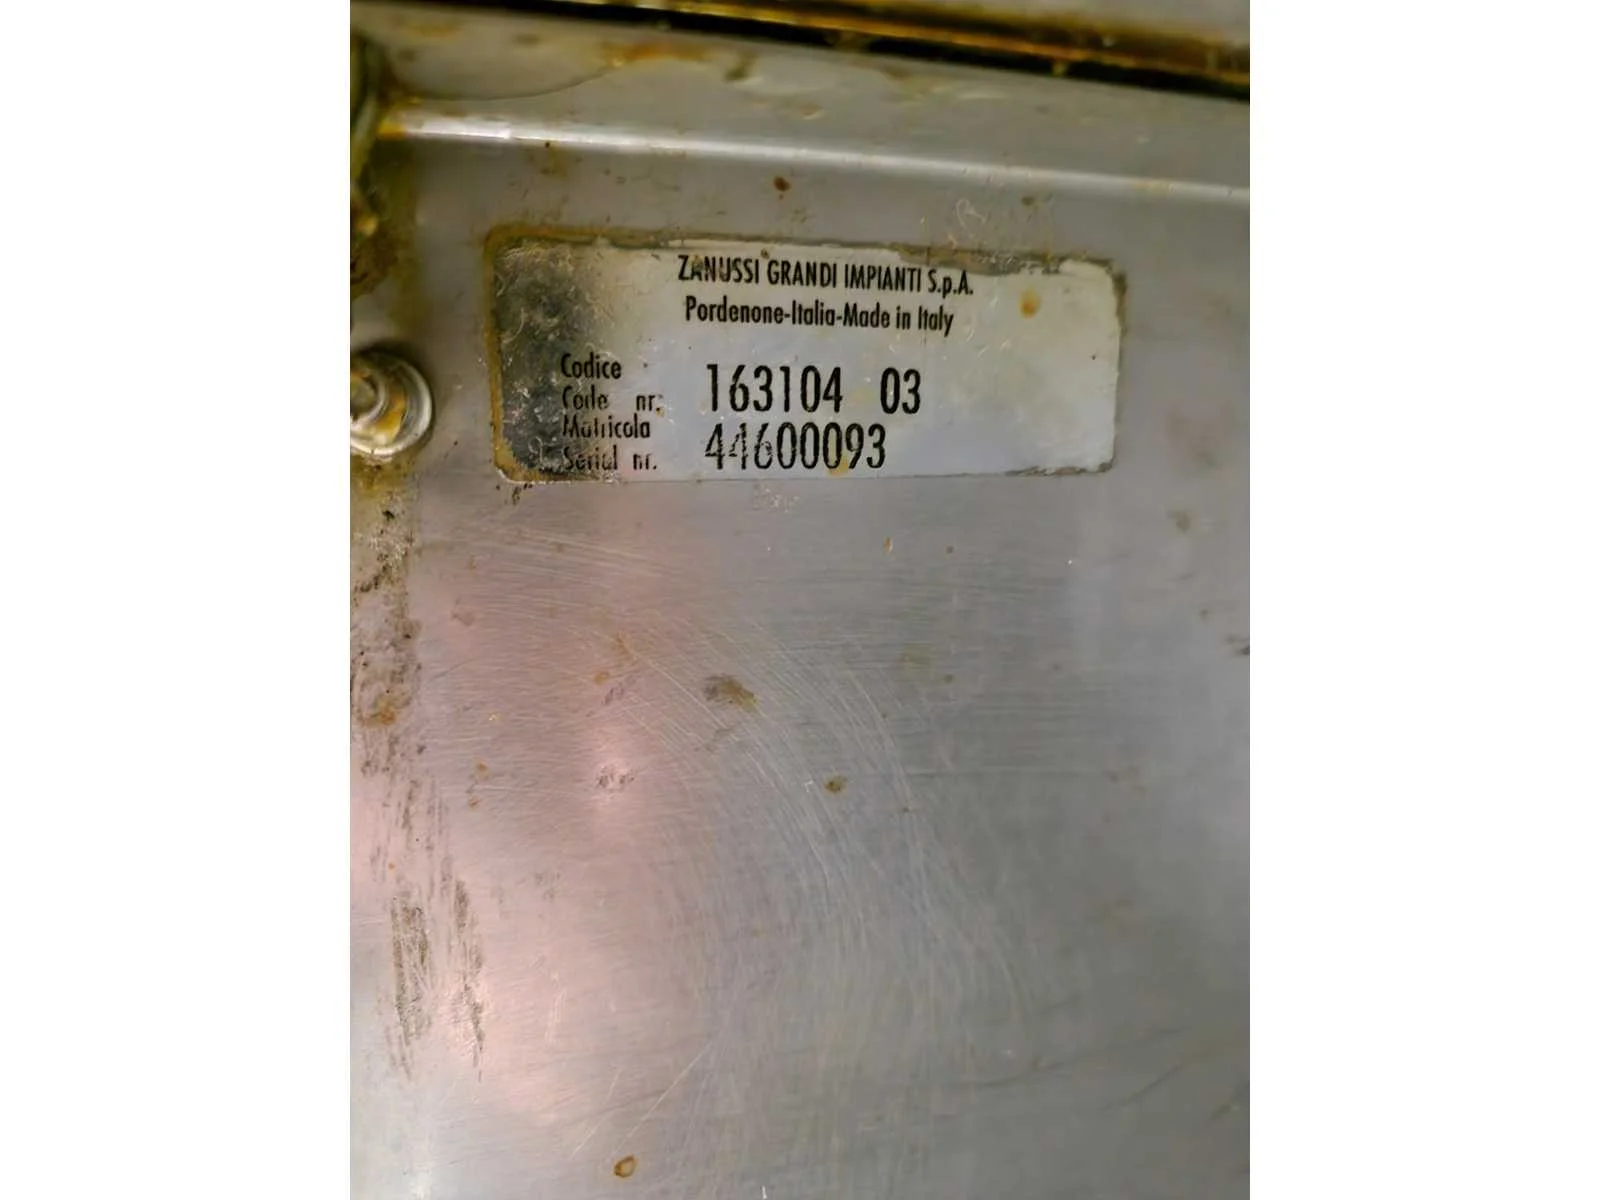 ZANUSSI GRANDI IMPIANTI S.p.A.
Pordenone-Italia-Made in Italy
Codice
Code nr. 163104 03
Matricola
Serial nr. 44600093